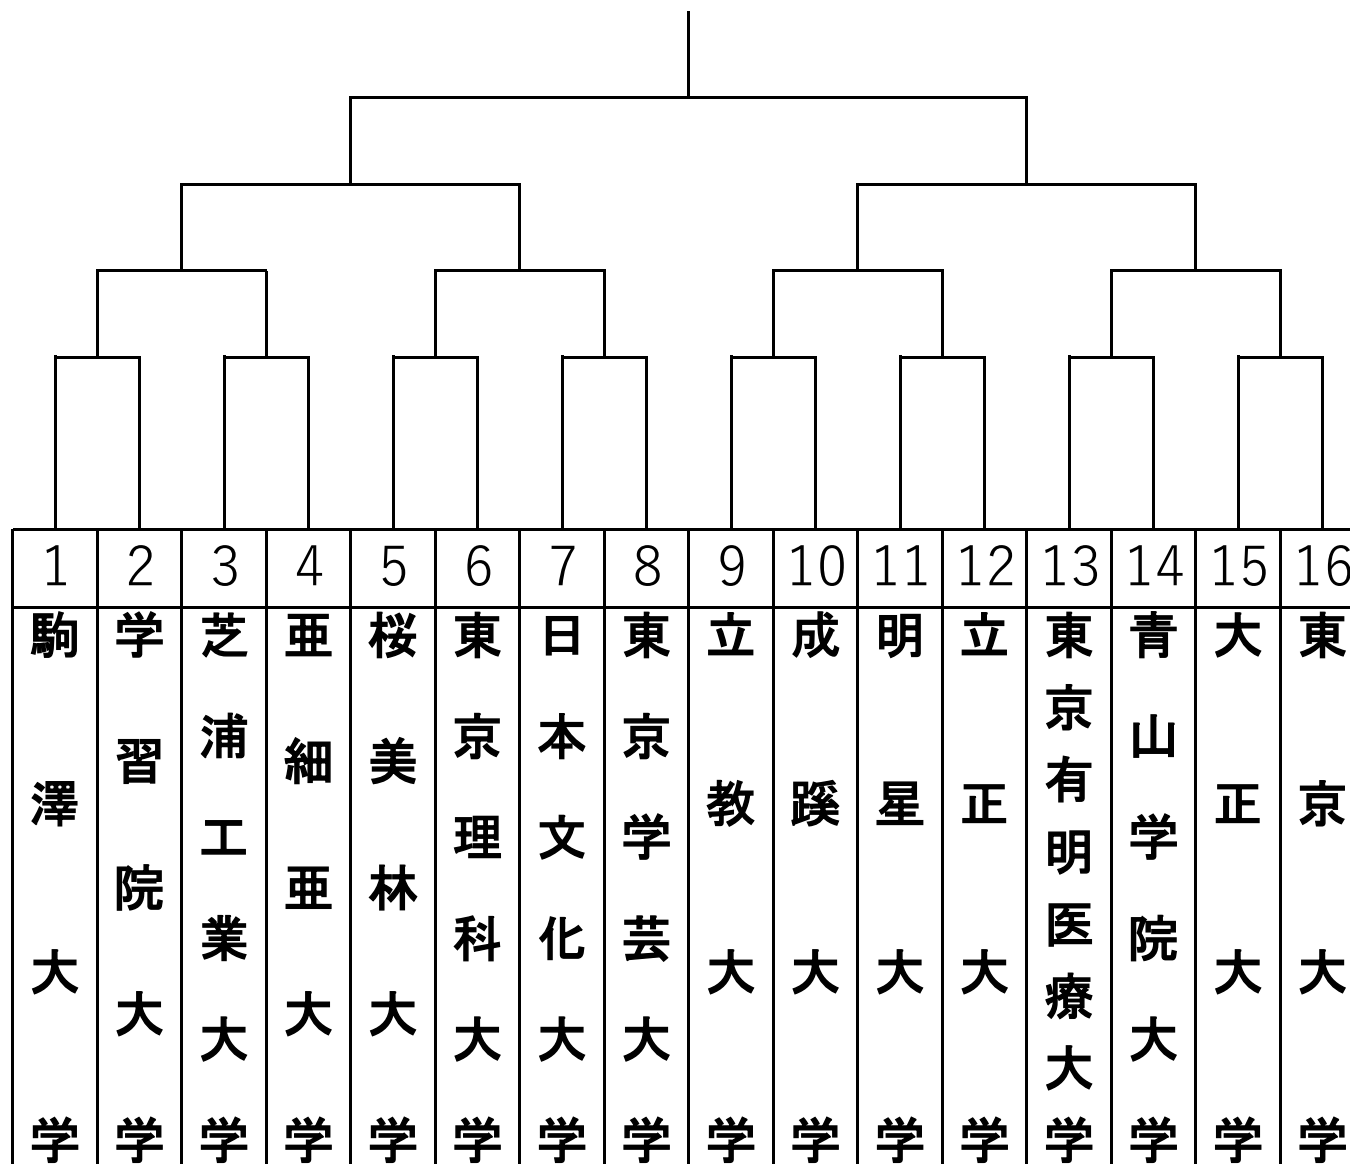 1 2 3 4 5 6 7 8 9 10 11 12 13 14 15 16
駒澤大学
学習院大学
芝浦工業大学
亜細亜大学
桜美林大学
東京理科大学
日本文化大学
東京学芸大学
立教大学
成蹊大学
明星大学
立正大学
東京有明医療大学
青山学院大学
大正大学
東京大学